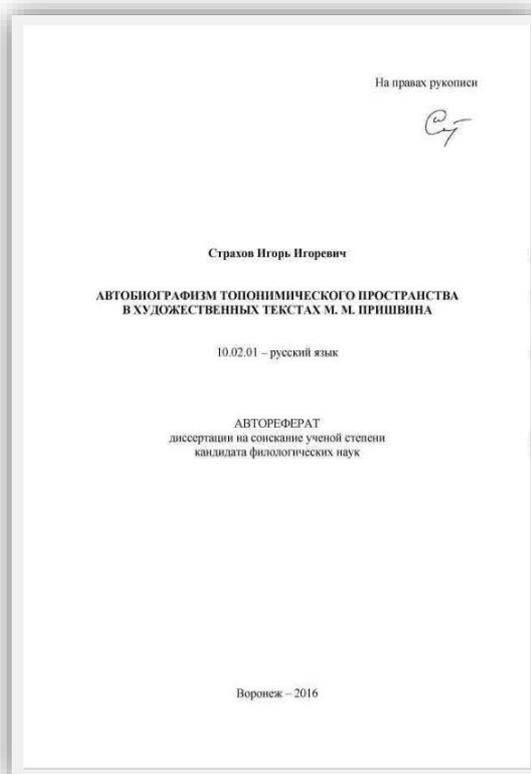 На правах рукописи
Страхов Игорь Игоревич
АВТОБИОГРАФИЗМ ТОПОНИМИЧЕСКОГО ПРОСТРАНСТВА
В ХУДОЖЕСТВЕННЫХ ТЕКСТАХ М. М. ПРИШВИНА
10.02.01 – русский язык
АВТОРЕФЕРАТ
диссертации на соискание ученой степени
кандидата филологических наук
Воронеж – 2016